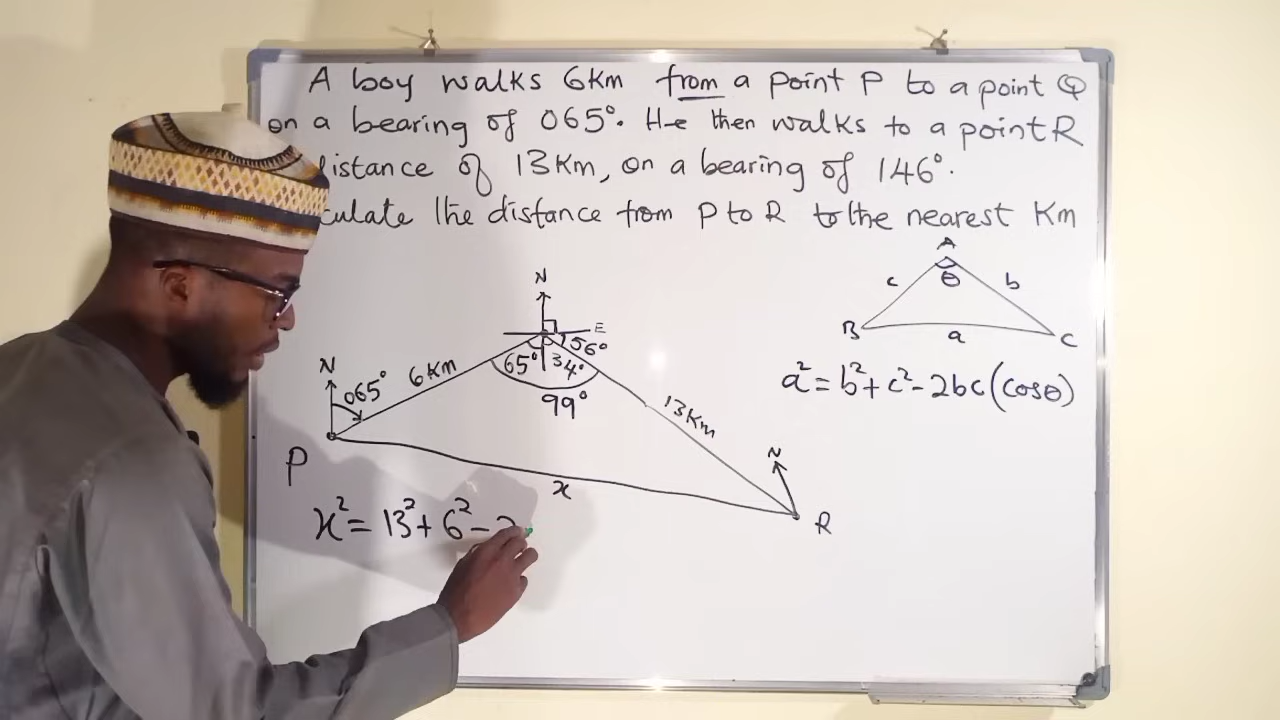 A boy walks 6Km from a point P to a point Q
on a bearing of 065°. He then walks to a point R
istance of 13Km, on a bearing of 146°.
culate the distance from P to R to the nearest Km
A
c θ b
B a C
a² = b² + c² - 2bc(cosθ)
N
E
56°
65° 34°
99°
N
065°
6Km
13Km
N
P
x
R
x² = 13² + 6² - 2